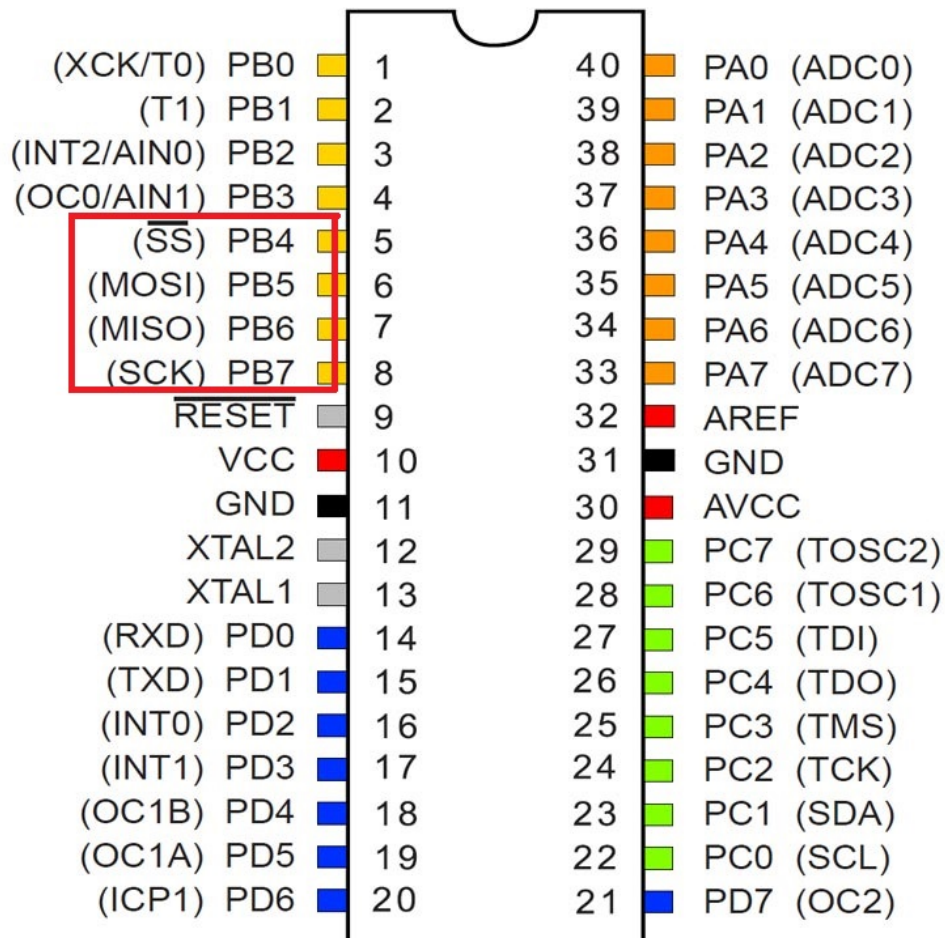 (XCK/T0) PB0 1 40 PA0 (ADC0)
(T1) PB1 2 39 PA1 (ADC1)
(INT2/AIN0) PB2 3 38 PA2 (ADC2)
(OC0/AIN1) PB3 4 37 PA3 (ADC3)
(SS) PB4 5 36 PA4 (ADC4)
(MOSI) PB5 6 35 PA5 (ADC5)
(MISO) PB6 7 34 PA6 (ADC6)
(SCK) PB7 8 33 PA7 (ADC7)
RESET 9 32 AREF
VCC 10 31 GND
GND 11 30 AVCC
XTAL2 12 29 PC7 (TOSC2)
XTAL1 13 28 PC6 (TOSC1)
(RXD) PD0 14 27 PC5 (TDI)
(TXD) PD1 15 26 PC4 (TDO)
(INT0) PD2 16 25 PC3 (TMS)
(INT1) PD3 17 24 PC2 (TCK)
(OC1B) PD4 18 23 PC1 (SDA)
(OC1A) PD5 19 22 PC0 (SCL)
(ICP1) PD6 20 21 PD7 (OC2)